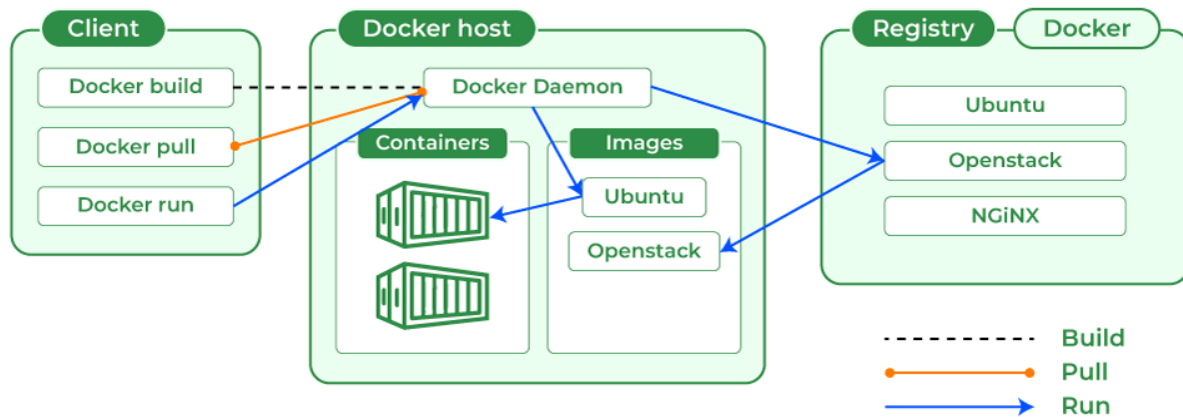 Client
Docker build
Docker pull
Docker run
Docker host
Docker Daemon
Containers
Images
Ubuntu
Openstack
Registry
Docker
Ubuntu
Openstack
NGiNX
Build
Pull
Run